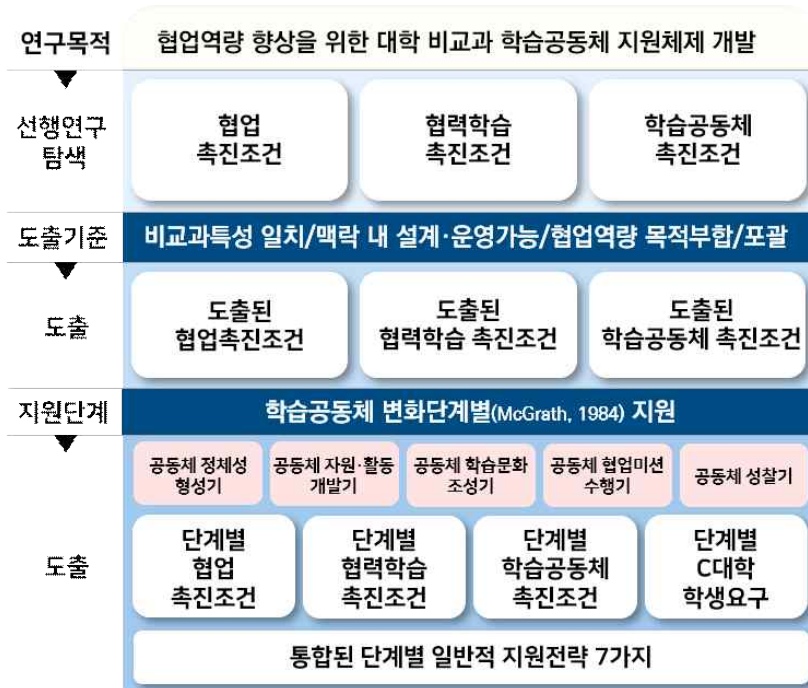 연구목적
협업역량 향상을 위한 대학 비교과 학습공동체 지원체제 개발
선행연구
탐색
협업
촉진조건
협력학습
촉진조건
학습공동체
촉진조건
도출기준
비교과특성 일치/맥락 내 설계·운영가능/협업역량 목적부합/포괄
도출
도출된
협업촉진조건
도출된
협력학습 촉진조건
도출된
학습공동체 촉진조건
지원단계
학습공동체 변화단계별(McGrath, 1984) 지원
공동체 정체성
형성기
공동체 자원·활동
개발기
공동체 학습문화
조성기
공동체 협업미션
수행기
공동체 성찰기
도출
단계별
협업
촉진조건
단계별
협력학습
촉진조건
단계별
학습공동체
촉진조건
단계별
C대학
학생요구
통합된 단계별 일반적 지원전략 7가지